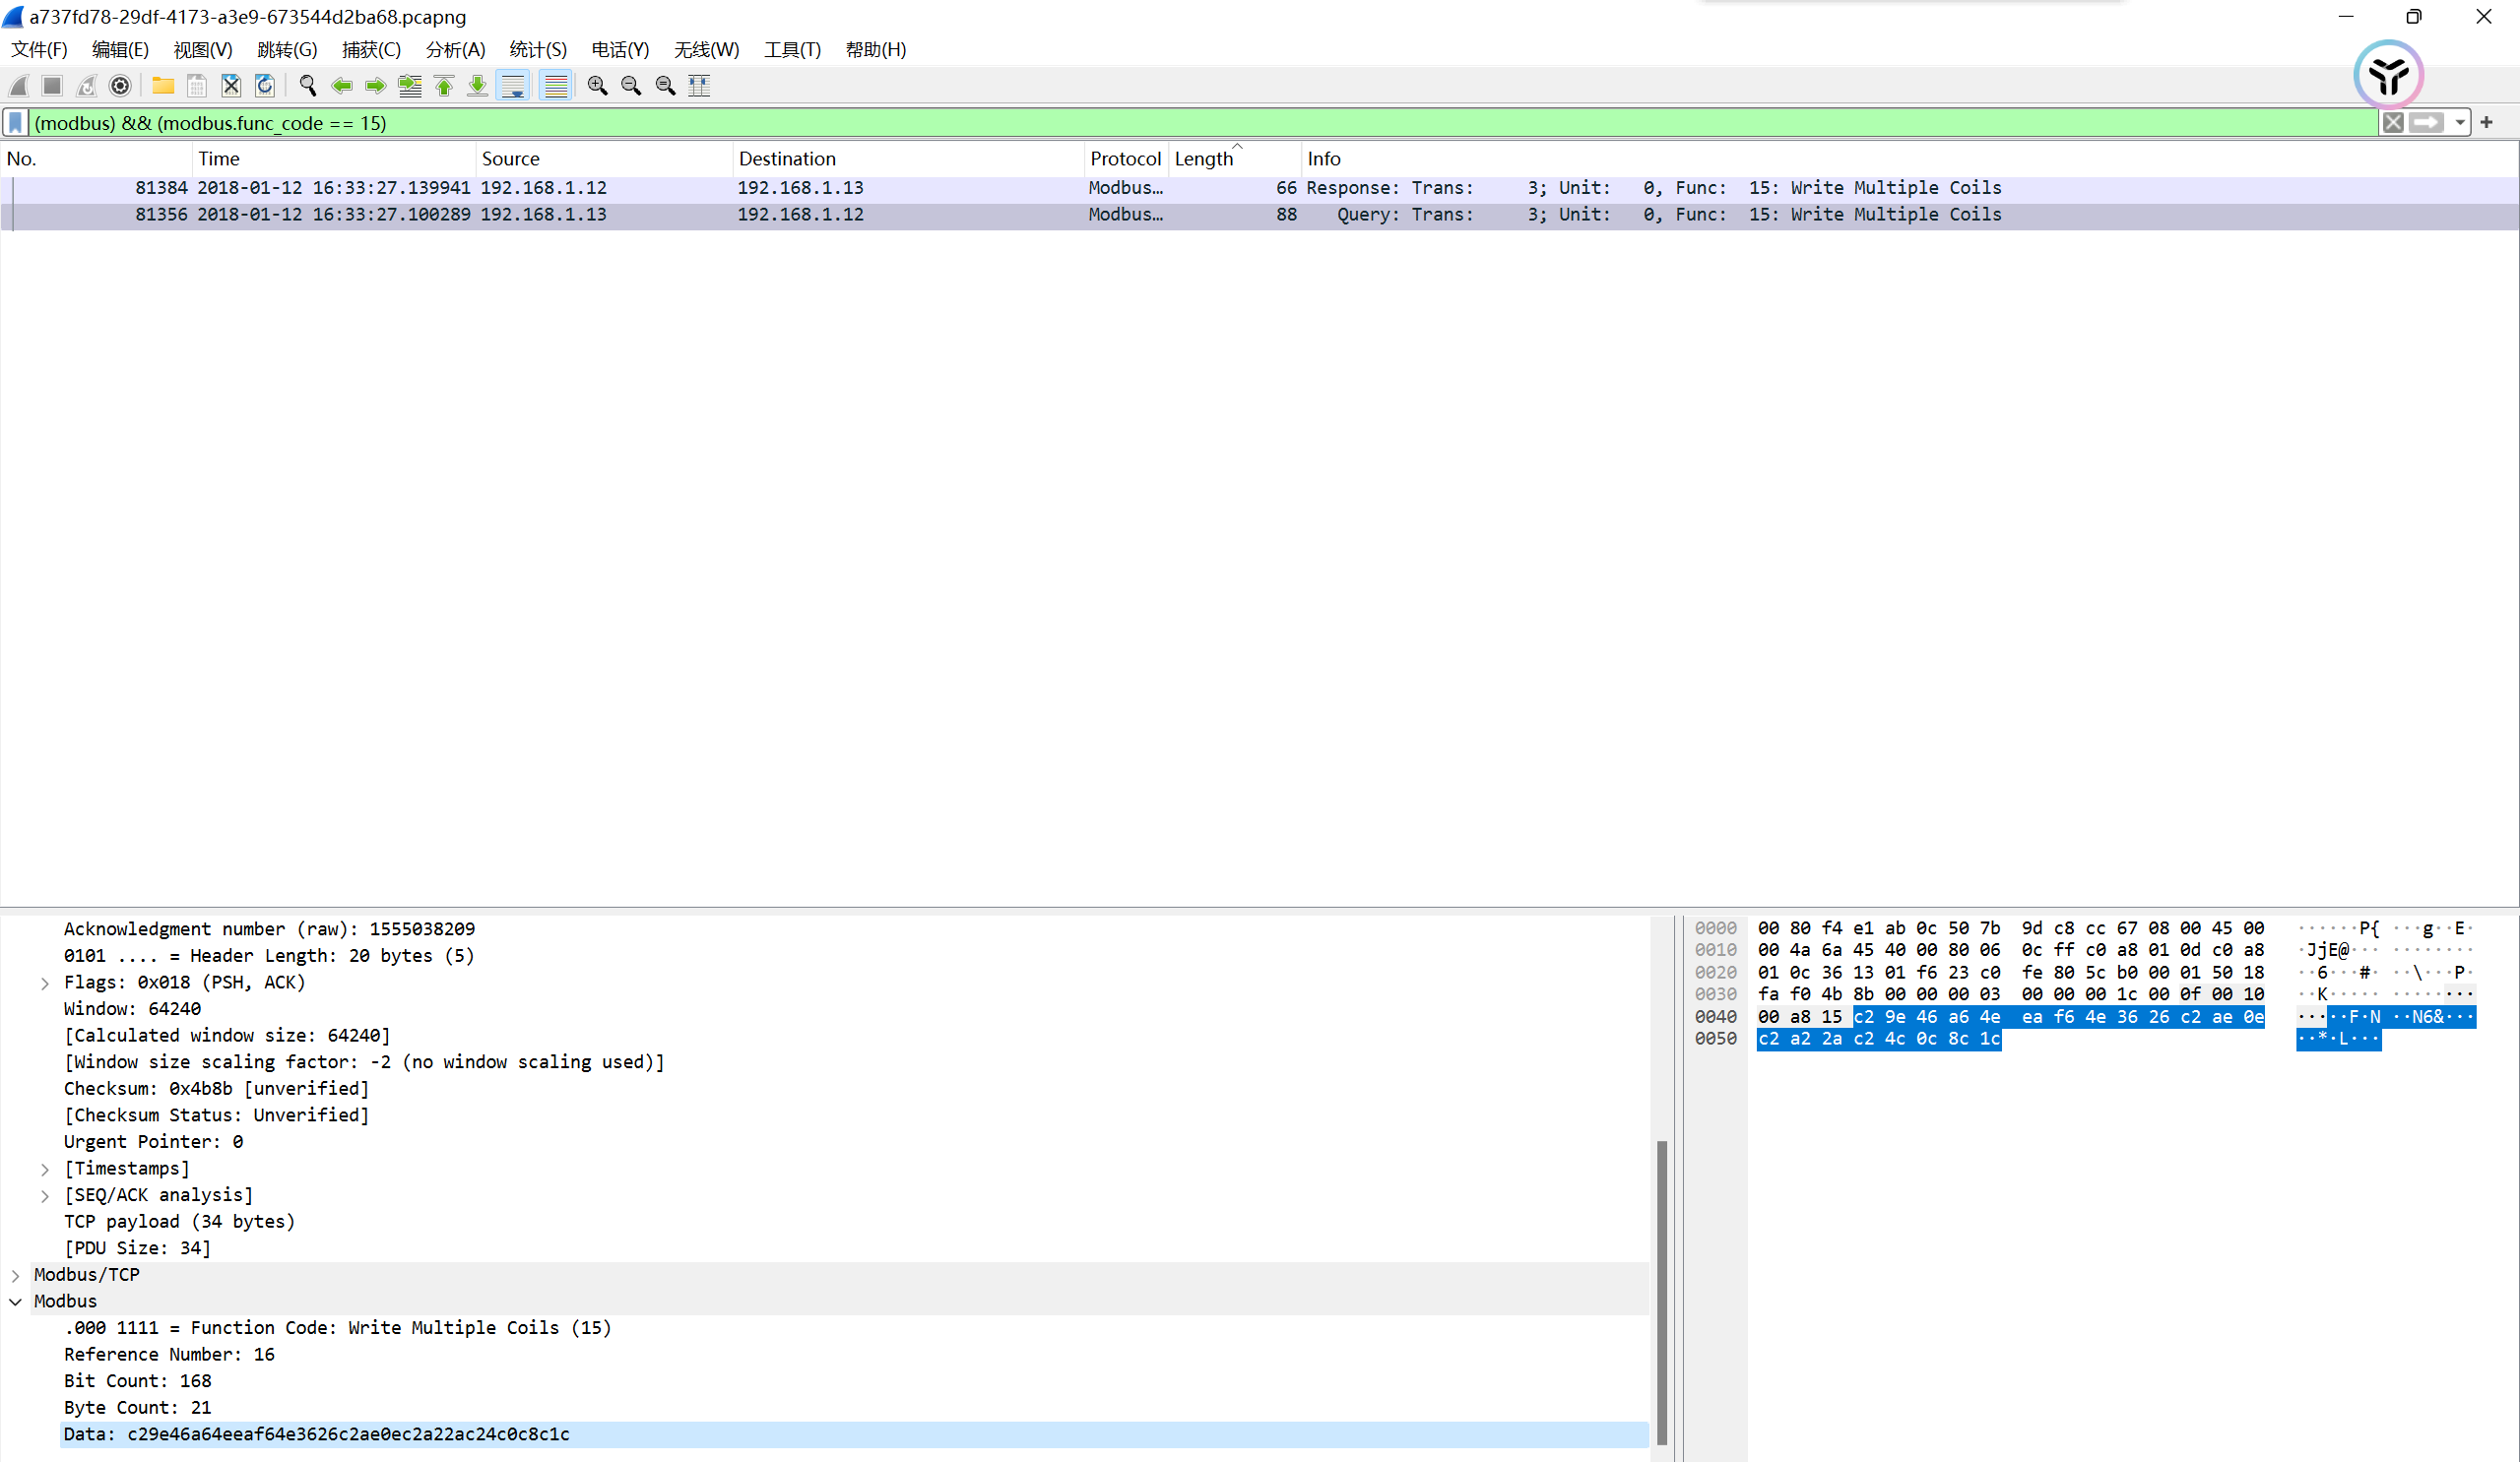 a737fd78-29df-4173-a3e9-673544d2ba68.pcapng
文件(F) 编辑(E) 视图(V) 跳转(G) 捕获(C) 分析(A) 统计(S) 电话(Y) 无线(W) 工具(T) 帮助(H)
(modbus) && (modbus.func_code == 15)
No. Time Source Destination Protocol Length Info
81384 2018-01-12 16:33:27.139941 192.168.1.12 192.168.1.13 Modbus… 66 Response: Trans: 3; Unit: 0, Func: 15: Write Multiple Coils
81356 2018-01-12 16:33:27.100289 192.168.1.13 192.168.1.12 Modbus… 88 Query: Trans: 3; Unit: 0, Func: 15: Write Multiple Coils
Acknowledgment number (raw): 1555038209
0101 .... = Header Length: 20 bytes (5)
Flags: 0x018 (PSH, ACK)
Window: 64240
[Calculated window size: 64240]
[Window size scaling factor: -2 (no window scaling used)]
Checksum: 0x4b8b [unverified]
[Checksum Status: Unverified]
Urgent Pointer: 0
[Timestamps]
[SEQ/ACK analysis]
TCP payload (34 bytes)
[PDU Size: 34]
Modbus/TCP
Modbus
.000 1111 = Function Code: Write Multiple Coils (15)
Reference Number: 16
Bit Count: 168
Byte Count: 21
Data: c29e46a64eeaf64e3626c2ae0ec2a22ac24c0c8c1c
0000 00 80 f4 e1 ab 0c 50 7b 9d c8 cc 67 08 00 45 00 ······P{ ···g··E·
0010 00 4a 6a 45 40 00 80 06 0c ff c0 a8 01 0d c0 a8 ·JjE@··· ········
0020 01 0c 36 13 01 f6 23 c0 fe 80 5c b0 00 01 50 18 ··6···#· ··\···P·
0030 fa f0 4b 8b 00 00 00 03 00 00 00 1c 00 0f 00 10 ··K····· ········
0040 00 a8 15 c2 9e 46 a6 4e ea f6 4e 36 26 c2 ae 0e ·····F·N ··N6&···
0050 c2 a2 2a c2 4c 0c 8c 1c ··*·L···